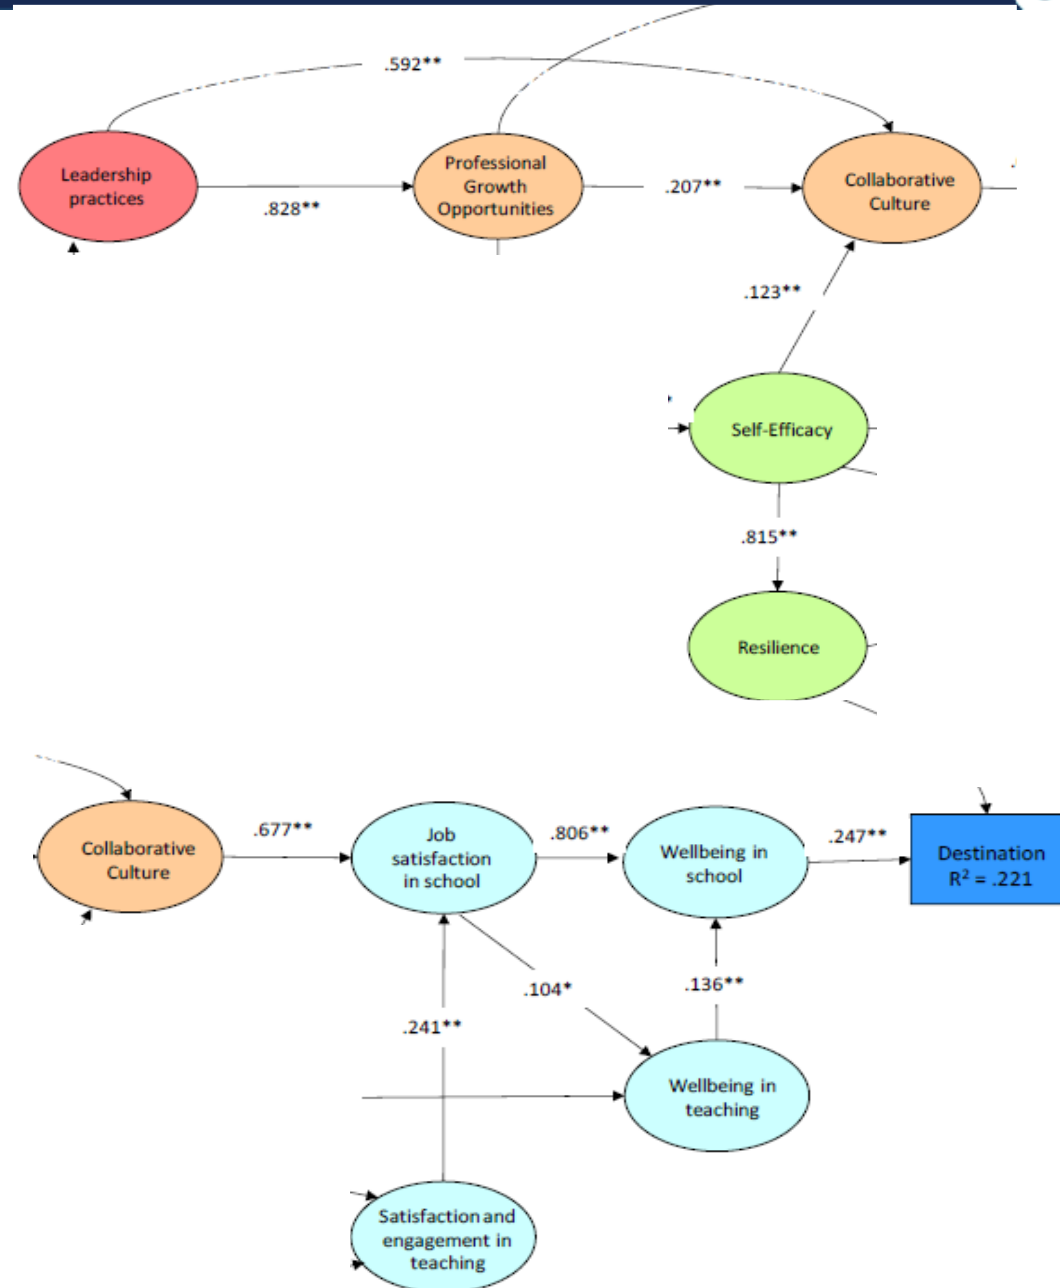 .592**
Leadership
practices
.828**
Professional
Growth
Opportunities
.207**
Collaborative
Culture
.123**
*
Self-Efficacy
.815**
Resilience
Collaborative
Culture
.677**
Job
satisfaction
in school
.806**
Wellbeing in
school
.247**
Destination
R² = .221
.104*
.136**
.241**
Wellbeing in
teaching
Satisfaction and
engagement in
teaching